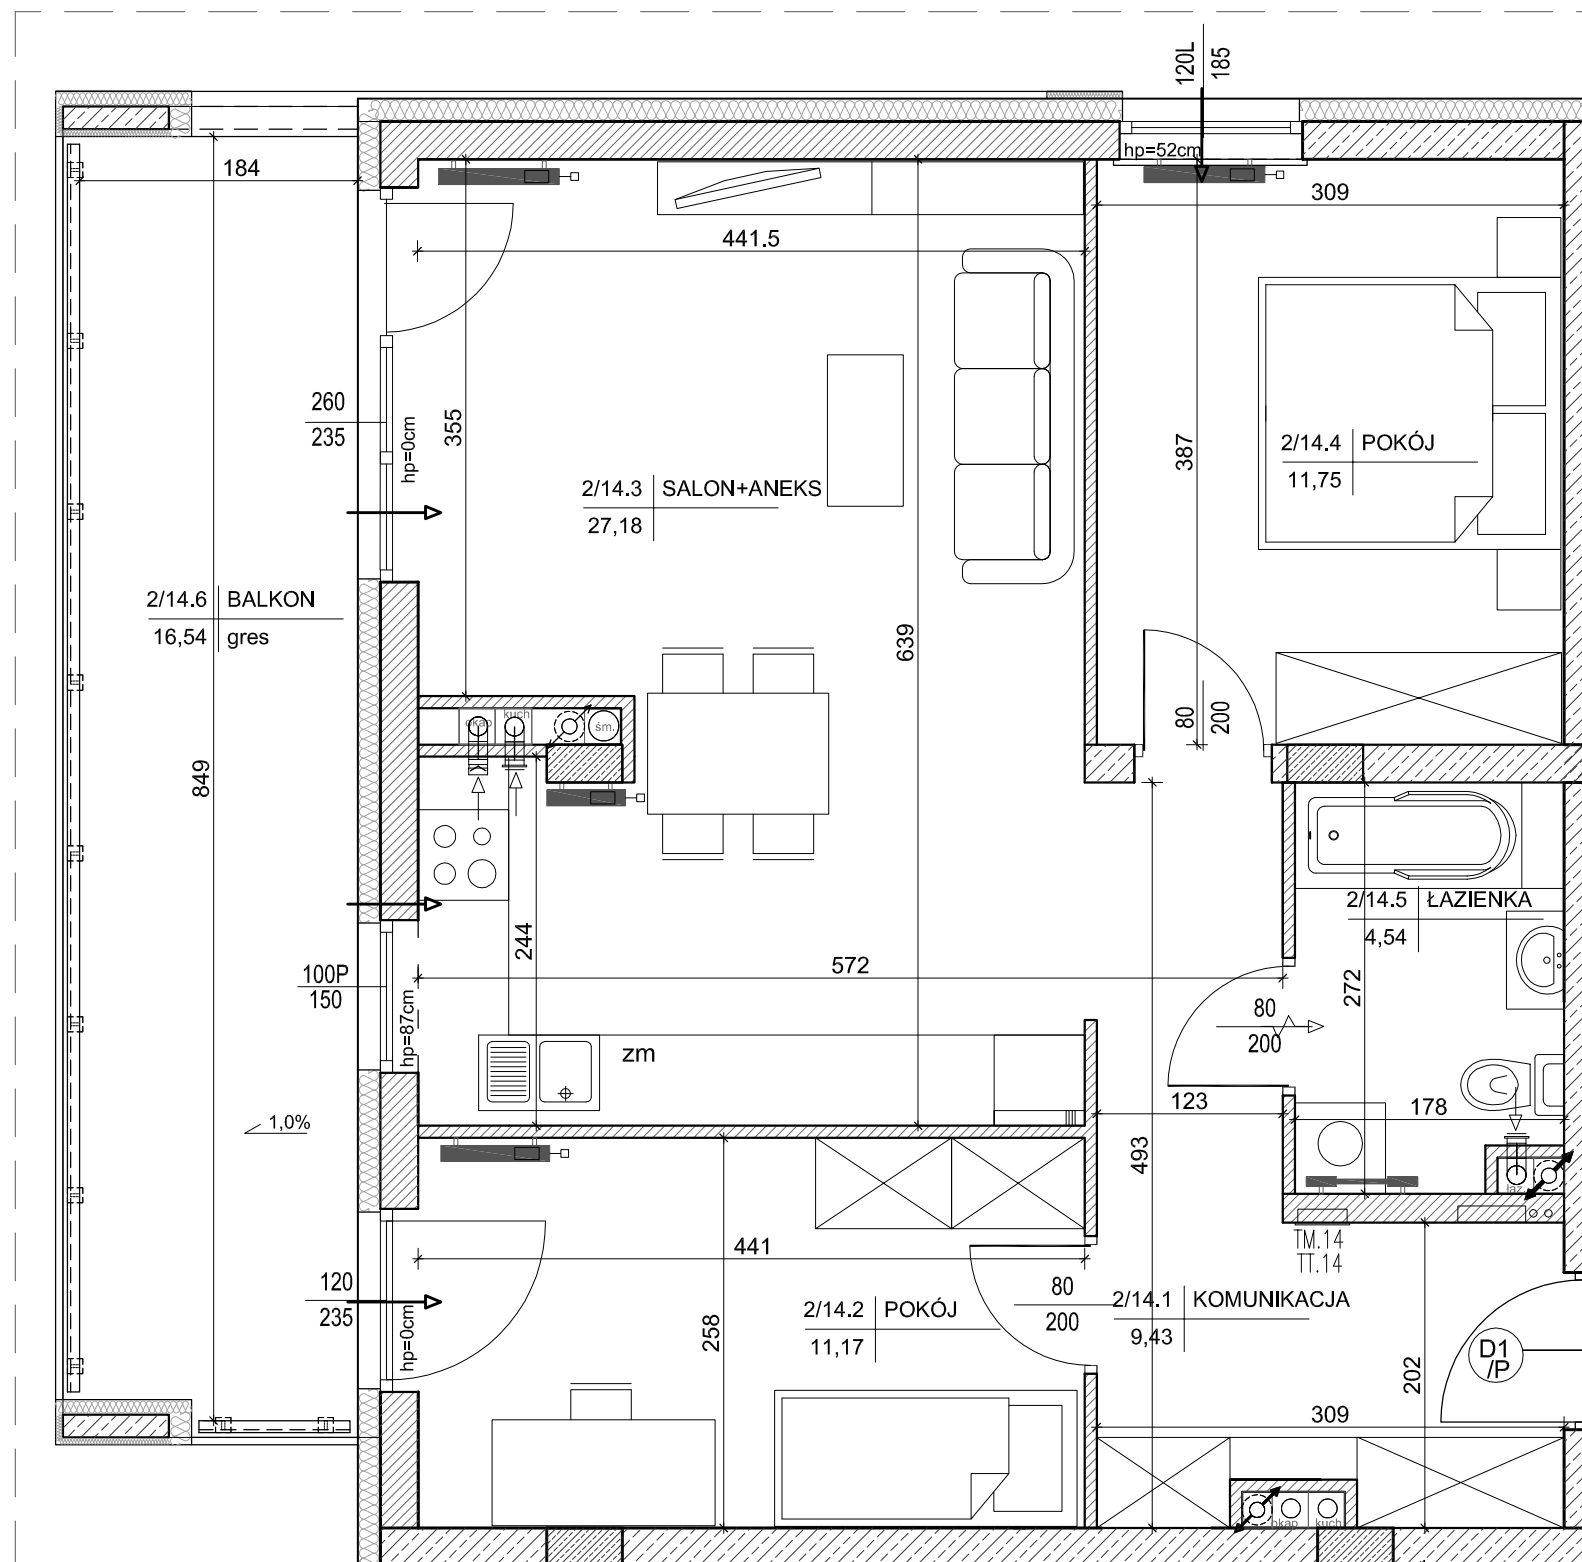 120L
185
hp=52cm
184
309
441.5
260
235
hp=0cm
355
387
2/14.4 POKÓJ
11,75
2/14.3 SALON+ANEKS
27,18
2/14.6 BALKON
16,54 gres
639
80
200
okap
kuch
śm.
849
244
2/14.5 ŁAZIENKA
4,54
572
272
100P
150
hp=87cm
80
200
zm
123
178
1,0%
493
łaz.
TM.14
TT.14
441
120
235
hp=0cm
2/14.2 POKÓJ
11,17
80
200
2/14.1 KOMUNIKACJA
9,43
258
202
D1
/P
309
okap
kuch